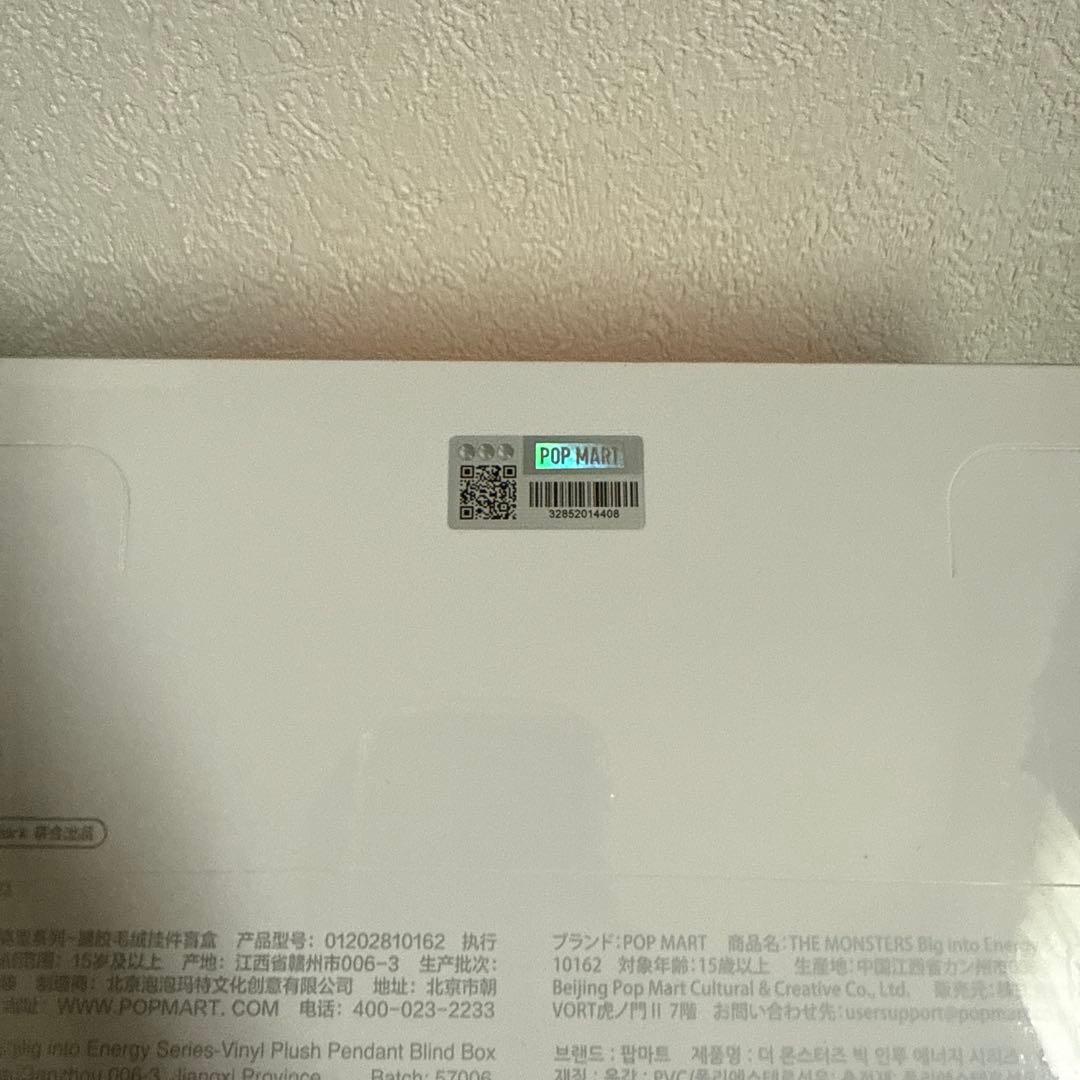 POP MART
32852014408
产品型号：01202810162 执行
15岁及以上 产地：江西省赣州市006-3 生产批次：
制造商：北京泡泡玛特文化创意有限公司 地址：北京市朝
WWW.POPMART.COM 电话：400-023-2233
into Energy Series-Vinyl Plush Pendant Blind Box
006-3, Jiangxi Province Batch: 57006
ブランド：POP MART 商品名：THE MONSTERS Big into Energy
10162 対象年齢：15歳以上 生産地：中国江西省カン州市
Beijing Pop Mart Cultural & Creative Co., Ltd. 販売元：
VORT虎ノ門Ⅱ 7階 お問い合わせ先：usersupport@popmart
브랜드 : 팝마트 제품명 : 더 몬스터즈 빅 인투 에너지 시리즈